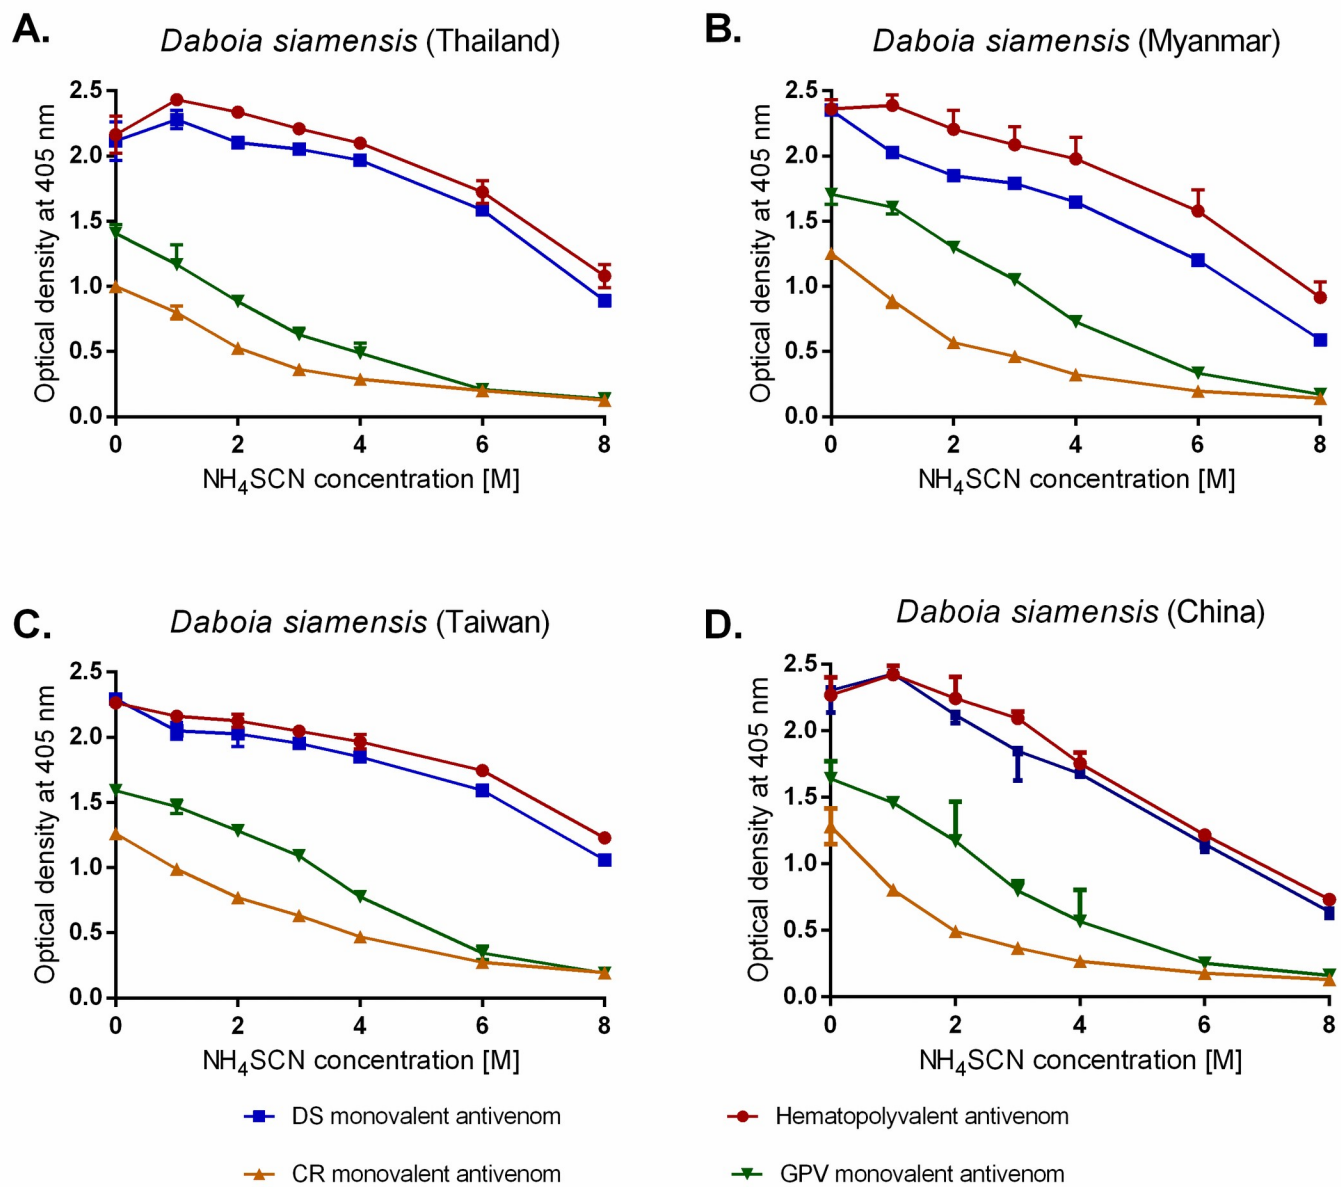 A.
Daboia siamensis (Thailand)
Optical density at 405 nm
2.5
2.0
1.5
1.0
0.5
0.0
0 2 4 6 8
NH₄SCN concentration [M]
B.
Daboia siamensis (Myanmar)
Optical density at 405 nm
2.5
2.0
1.5
1.0
0.5
0.0
0 2 4 6 8
NH₄SCN concentration [M]
C.
Daboia siamensis (Taiwan)
Optical density at 405 nm
2.5
2.0
1.5
1.0
0.5
0.0
0 2 4 6 8
NH₄SCN concentration [M]
D.
Daboia siamensis (China)
Optical density at 405 nm
2.5
2.0
1.5
1.0
0.5
0.0
0 2 4 6 8
NH₄SCN concentration [M]
DS monovalent antivenom
Hematopolyvalent antivenom
CR monovalent antivenom
GPV monovalent antivenom